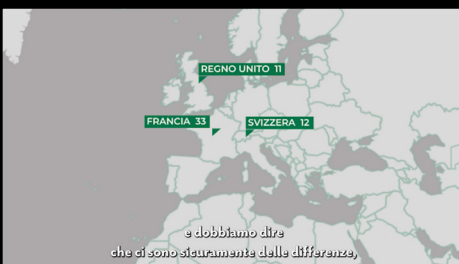 REGNO UNITO 11
FRANCIA 33
SVIZZERA 12
e dobbiamo dire
che ci sono sicuramente delle differenze,